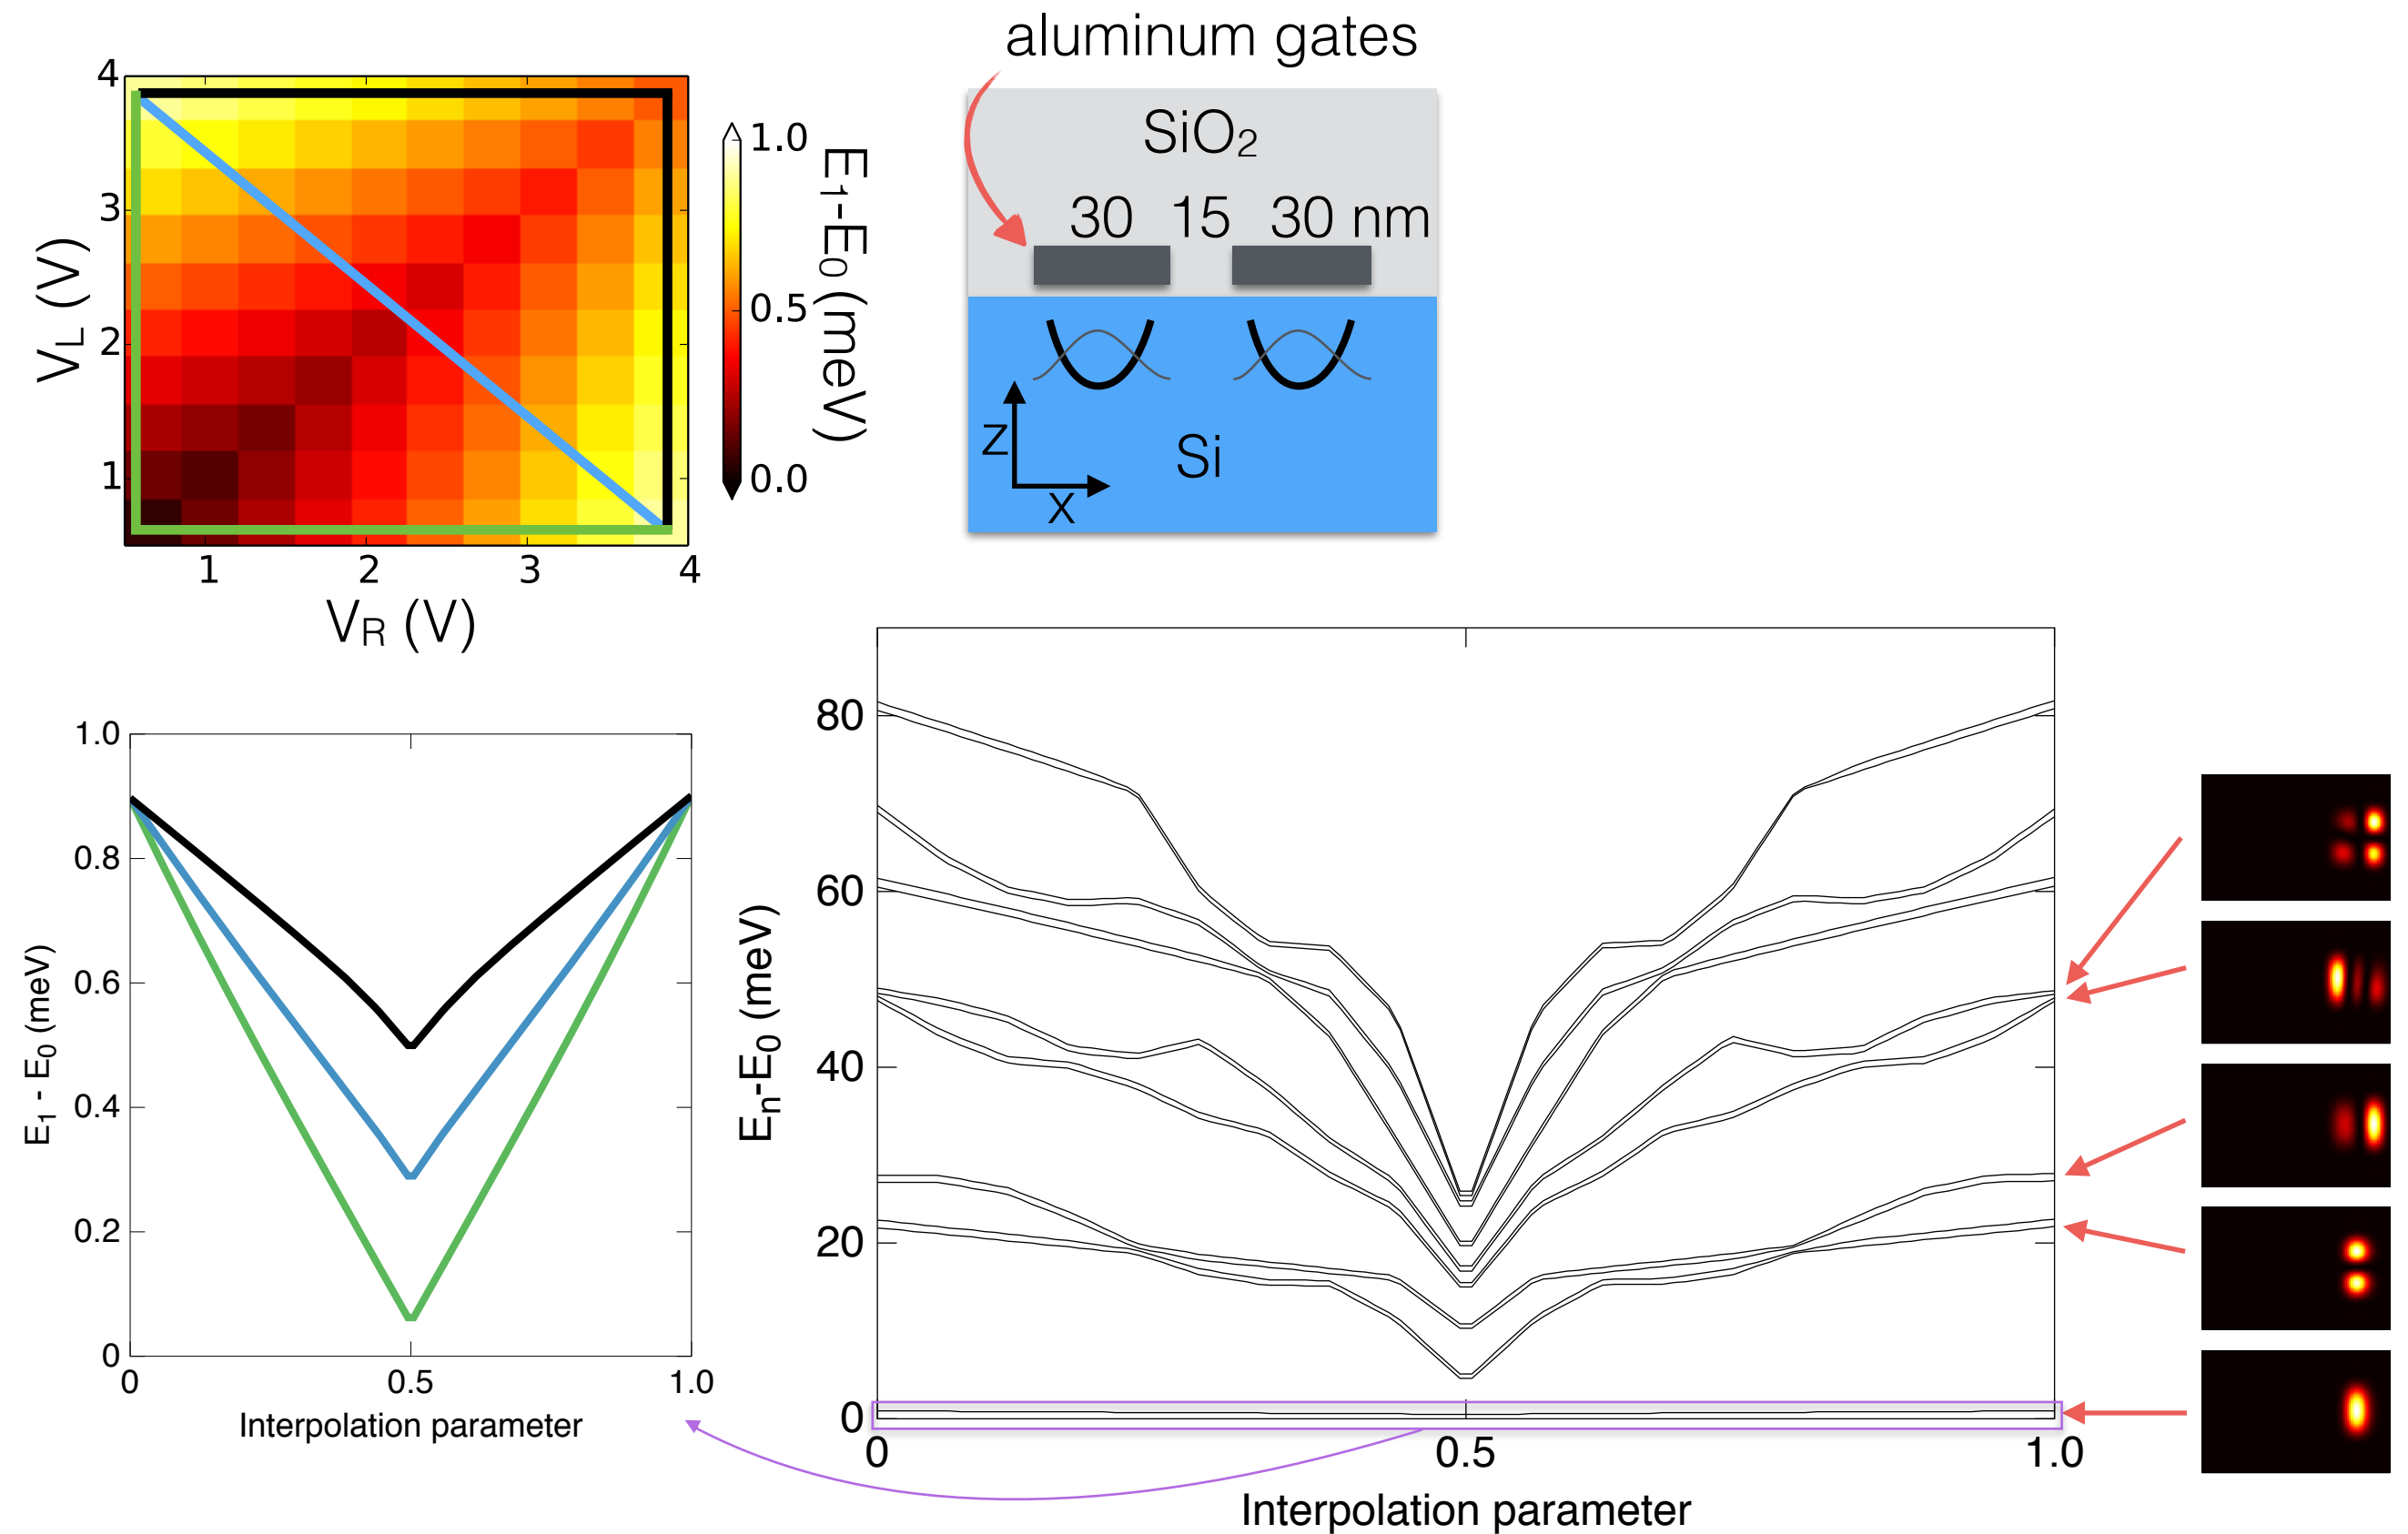 aluminum gates
SiO₂
30 15 30 nm
Si
Z
X
4
3
2
1
V_L (V)
1 2 3 4
V_R (V)
1.0
0.5
0.0
E₁-E₀ (meV)
1.0
0.8
0.6
0.4
0.2
0
E₁ - E₀ (meV)
0 0.5 1.0
Interpolation parameter
80
60
40
20
0
Eₙ-E₀ (meV)
0 0.5 1.0
Interpolation parameter